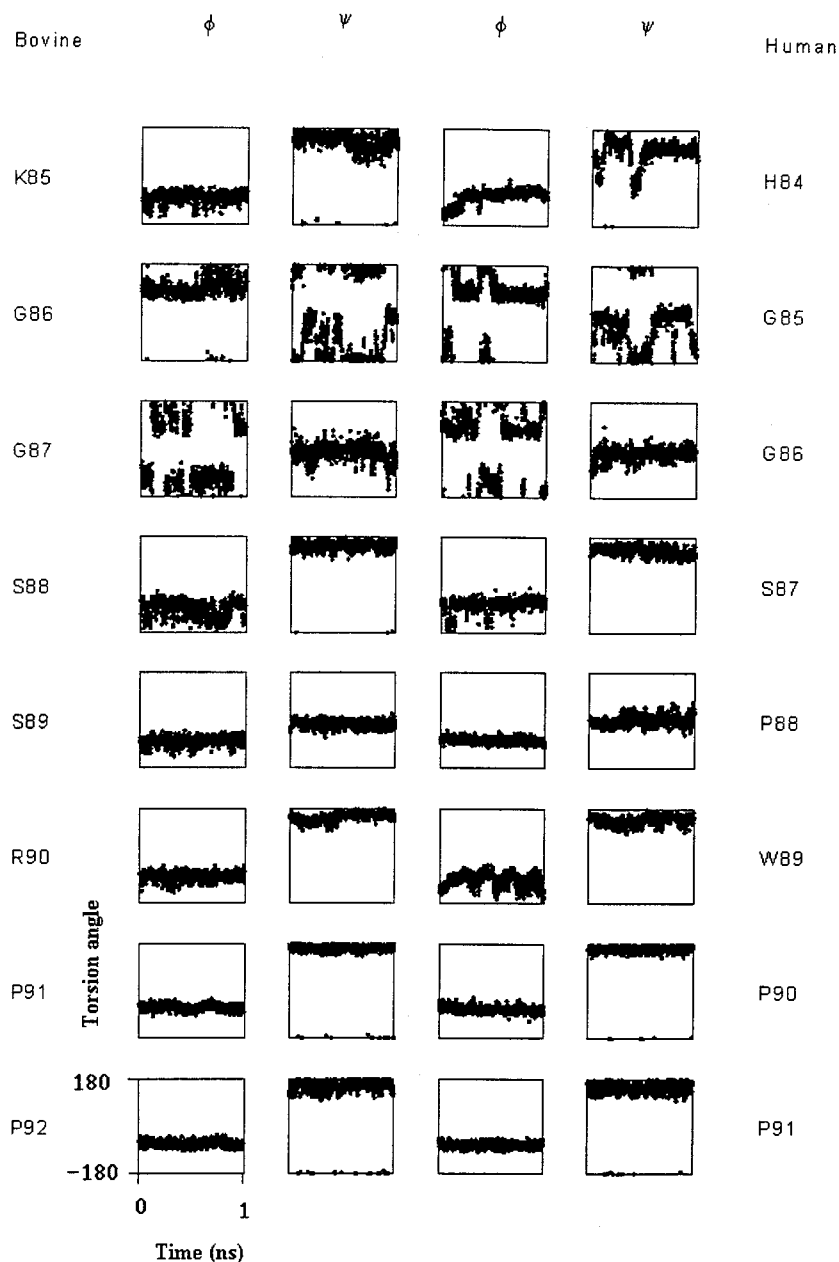 Bovine ϕ ψ ϕ ψ Human
K85 H84
G86 G85
G87 G86
S88 S87
S89 P88
R90 W89
Torsion angle
P91 P90
180
P92 P91
−180
0 1
Time (ns)